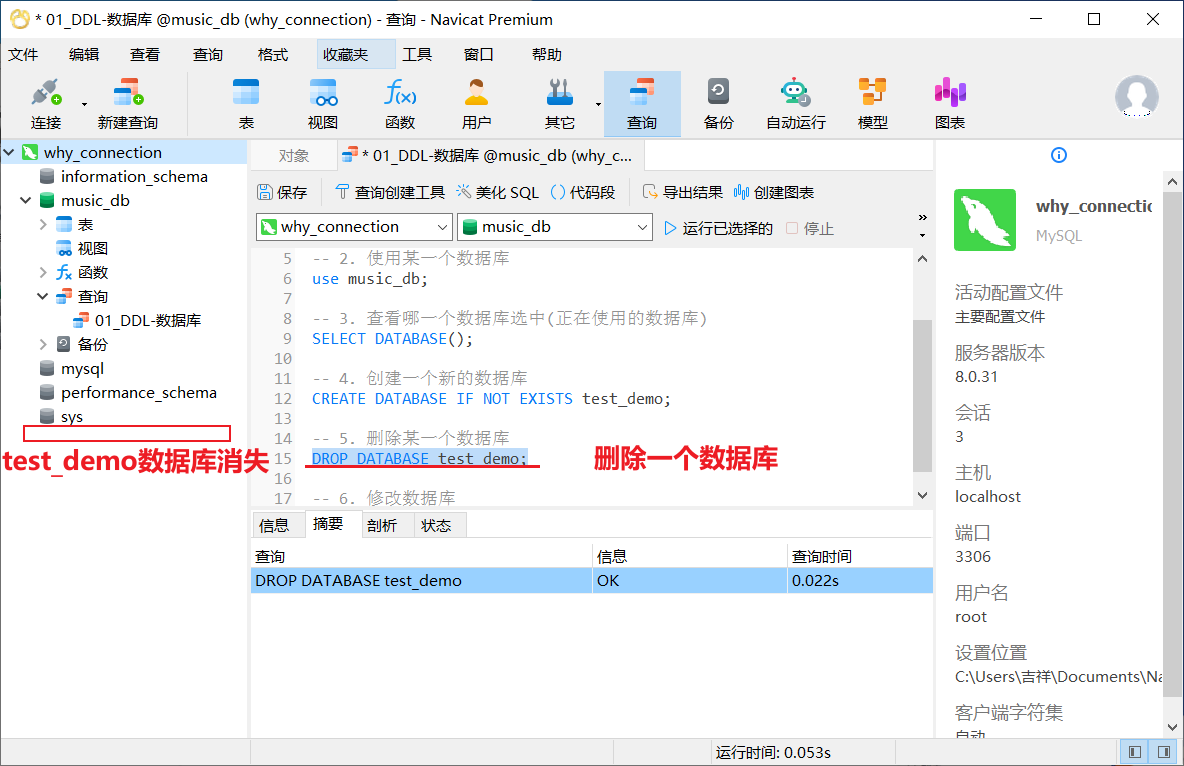 * 01_DDL-数据库 @music_db (why_connection) - 查询 - Navicat Premium
文件 编辑 查看 查询 格式 收藏夹 工具 窗口 帮助
连接 新建查询 表 视图 函数 用户 其它 查询 备份 自动运行 模型 图表
why_connection
information_schema
music_db
表
视图
函数
查询
01_DDL-数据库
备份
mysql
performance_schema
sys
test_demo数据库消失
对象 * 01_DDL-数据库 @music_db (why_c...
保存 查询创建工具 美化 SQL () 代码段 导出结果 创建图表
why_connection music_db 运行已选择的 停止
5 -- 2. 使用某一个数据库
6 use music_db;
7
8 -- 3. 查看哪一个数据库选中(正在使用的数据库)
9 SELECT DATABASE();
10
11 -- 4. 创建一个新的数据库
12 CREATE DATABASE IF NOT EXISTS test_demo;
13
14 -- 5. 删除某一个数据库
15 DROP DATABASE test_demo;
删除一个数据库
16
17 -- 6. 修改数据库
信息 摘要 剖析 状态
查询 信息 查询时间
DROP DATABASE test_demo OK 0.022s
why_connectic
MySQL
活动配置文件
主要配置文件
服务器版本
8.0.31
会话
3
主机
localhost
端口
3306
用户名
root
设置位置
C:\Users\吉祥\Documents\Na
客户端字符集
自动
运行时间: 0.053s